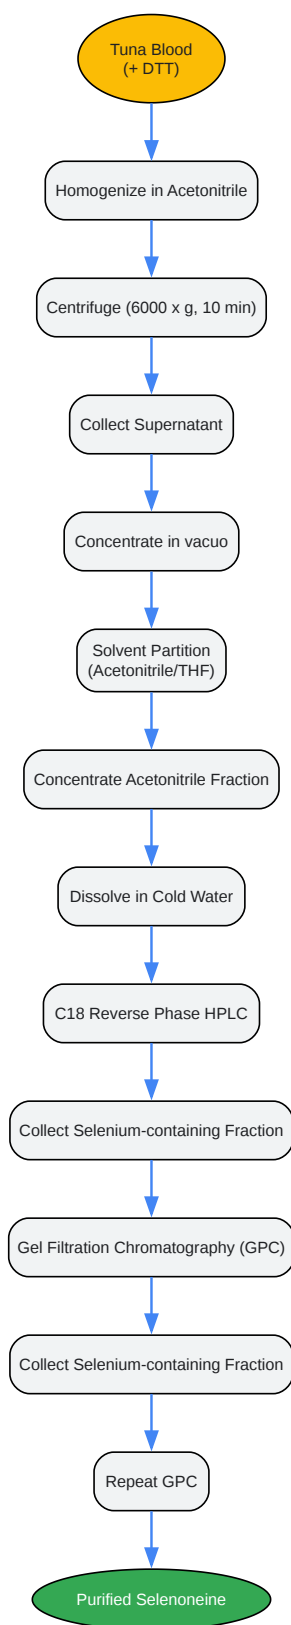 Tuna Blood
(+ DTT)
Homogenize in Acetonitrile
Centrifuge (6000 x g, 10 min)
Collect Supernatant
Concentrate in vacuo
Solvent Partition
(Acetonitrile/THF)
Concentrate Acetonitrile Fraction
Dissolve in Cold Water
C18 Reverse Phase HPLC
Collect Selenium-containing Fraction
Gel Filtration Chromatography (GPC)
Collect Selenium-containing Fraction
Repeat GPC
Purified Selenoneine